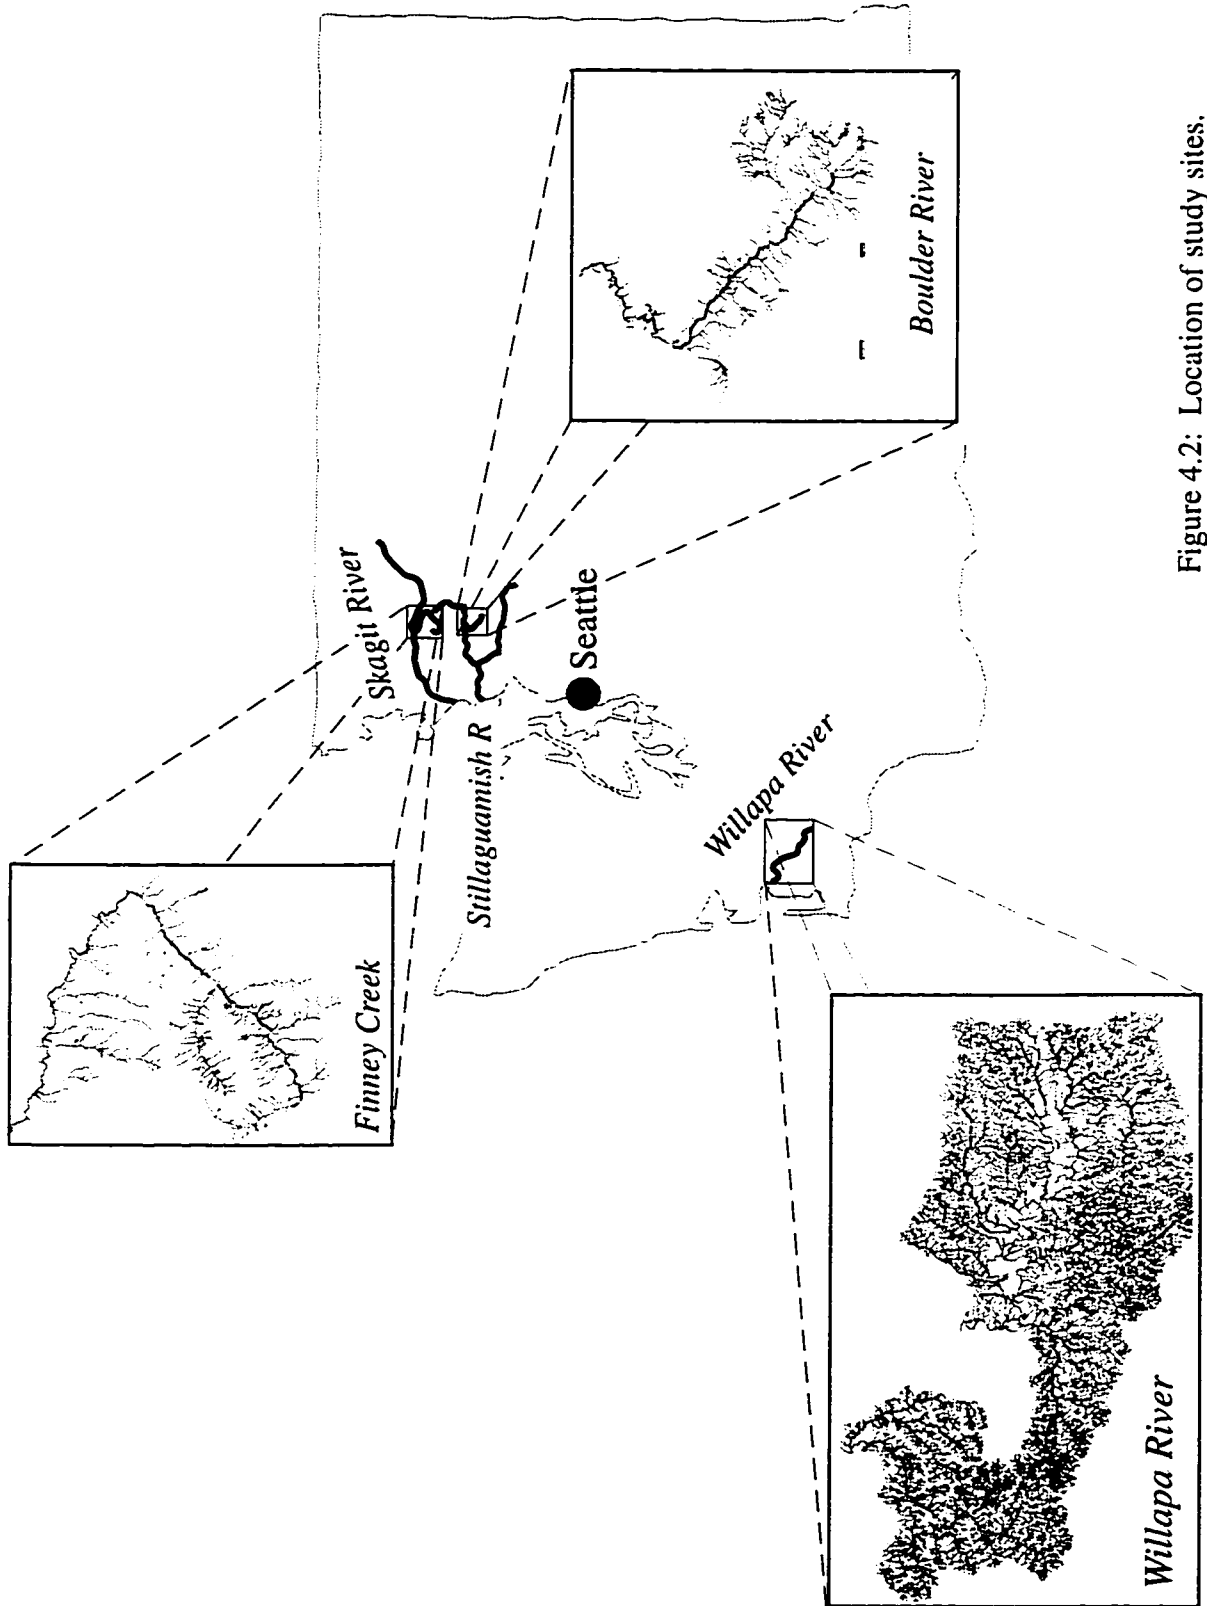 Finney Creek
Skagit River
Stillaguamish R
Seattle
Boulder River
Willapa River
Willapa River
Figure 4.2: Location of study sites.